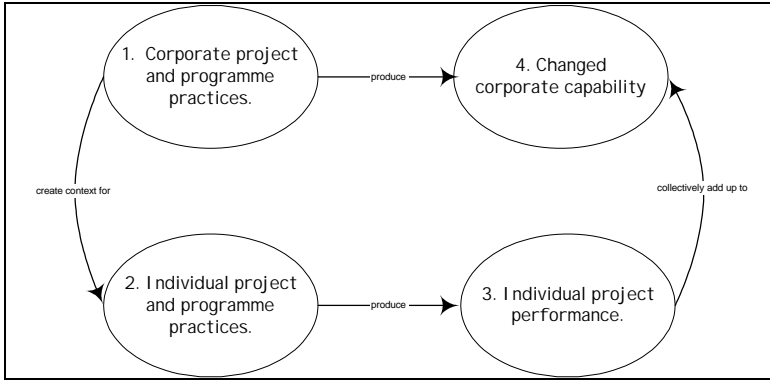 1. Corporate project
and programme
practices.
produce
4. Changed
corporate capability
create context for
collectively add up to
2. Individual project
and programme
practices.
produce
3. Individual project
performance.